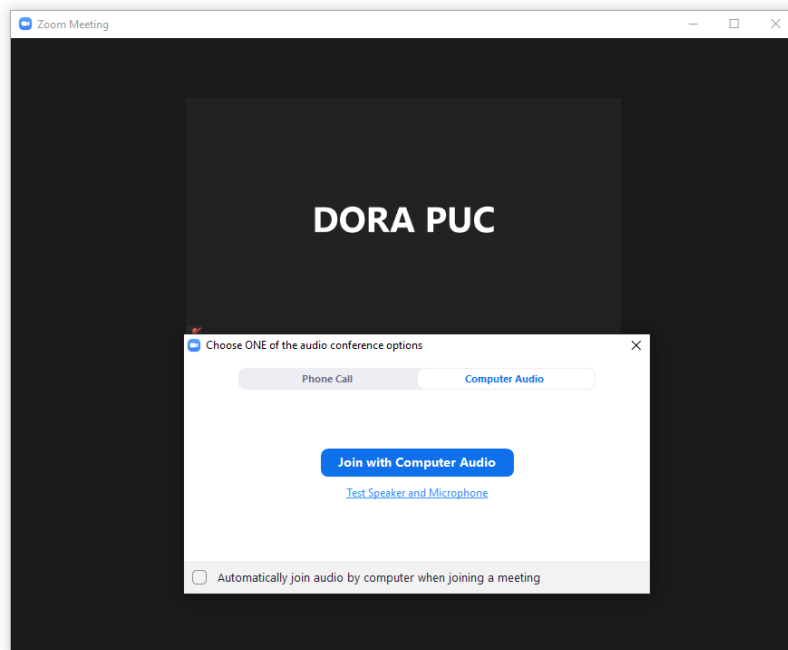 Zoom Meeting
DORA PUC
Choose ONE of the audio conference options
Phone Call
Computer Audio
Join with Computer Audio
Test Speaker and Microphone
Automatically join audio by computer when joining a meeting